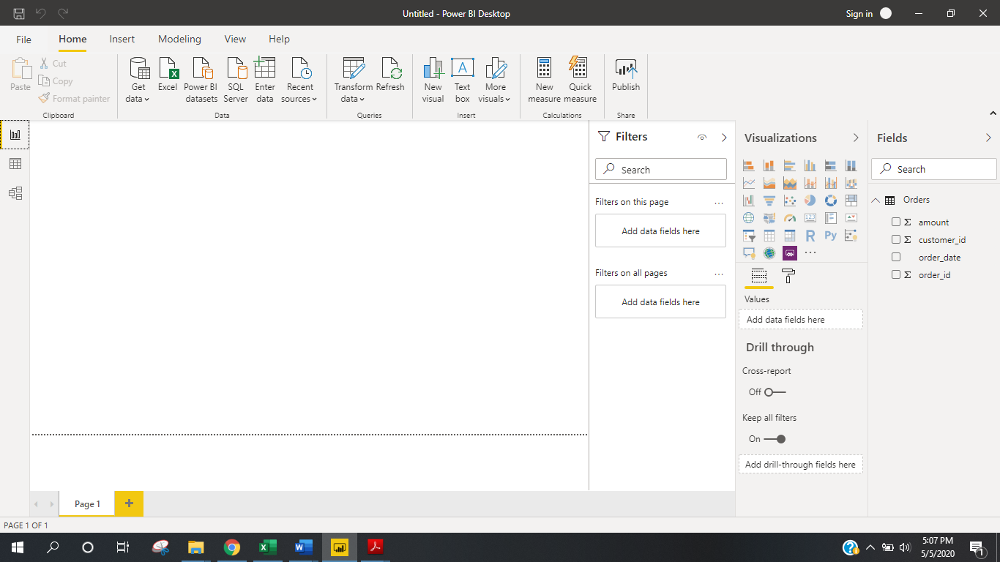 Untitled - Power BI Desktop
Sign in
File
Home
Insert
Modeling
View
Help
Paste
Cut
Copy
Format painter
Clipboard
Get data
Excel
Power BI datasets
SQL Server
Enter data
Recent sources
Data
Transform data
Refresh
Queries
New visual
Text box
More visuals
Insert
New measure
Quick measure
Calculations
Publish
Share
Filters
Search
Filters on this page
...
Add data fields here
Filters on all pages
...
Add data fields here
Visualizations
123
R
Py
...
Values
Add data fields here
Drill through
Cross-report
Off
Keep all filters
On
Add drill-through fields here
Fields
Search
Orders
Σ amount
Σ customer_id
order_date
Σ order_id
Page 1
+
PAGE 1 OF 1
5:07 PM
5/5/2020
1